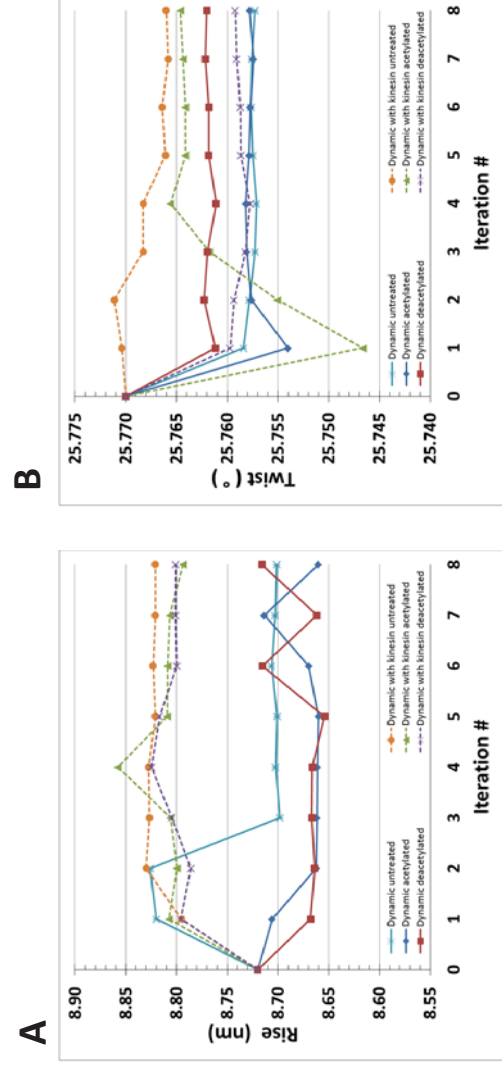 A
8.90
8.85
8.80
8.75
8.70
8.65
8.60
8.55
Rise (nm)
0 1 2 3 4 5 6 7 8
Iteration #
Dynamic untreated
Dynamic acetylated
Dynamic deacetylated
Dynamic with kinesin untreated
Dynamic with kinesin acetylated
Dynamic with kinesin deacetylated
B
25.775
25.770
25.765
25.760
25.755
25.750
25.745
25.740
Twist (°)
0 1 2 3 4 5 6 7 8
Iteration #
Dynamic untreated
Dynamic acetylated
Dynamic deacetylated
Dynamic with kinesin untreated
Dynamic with kinesin acetylated
Dynamic with kinesin deacetylated